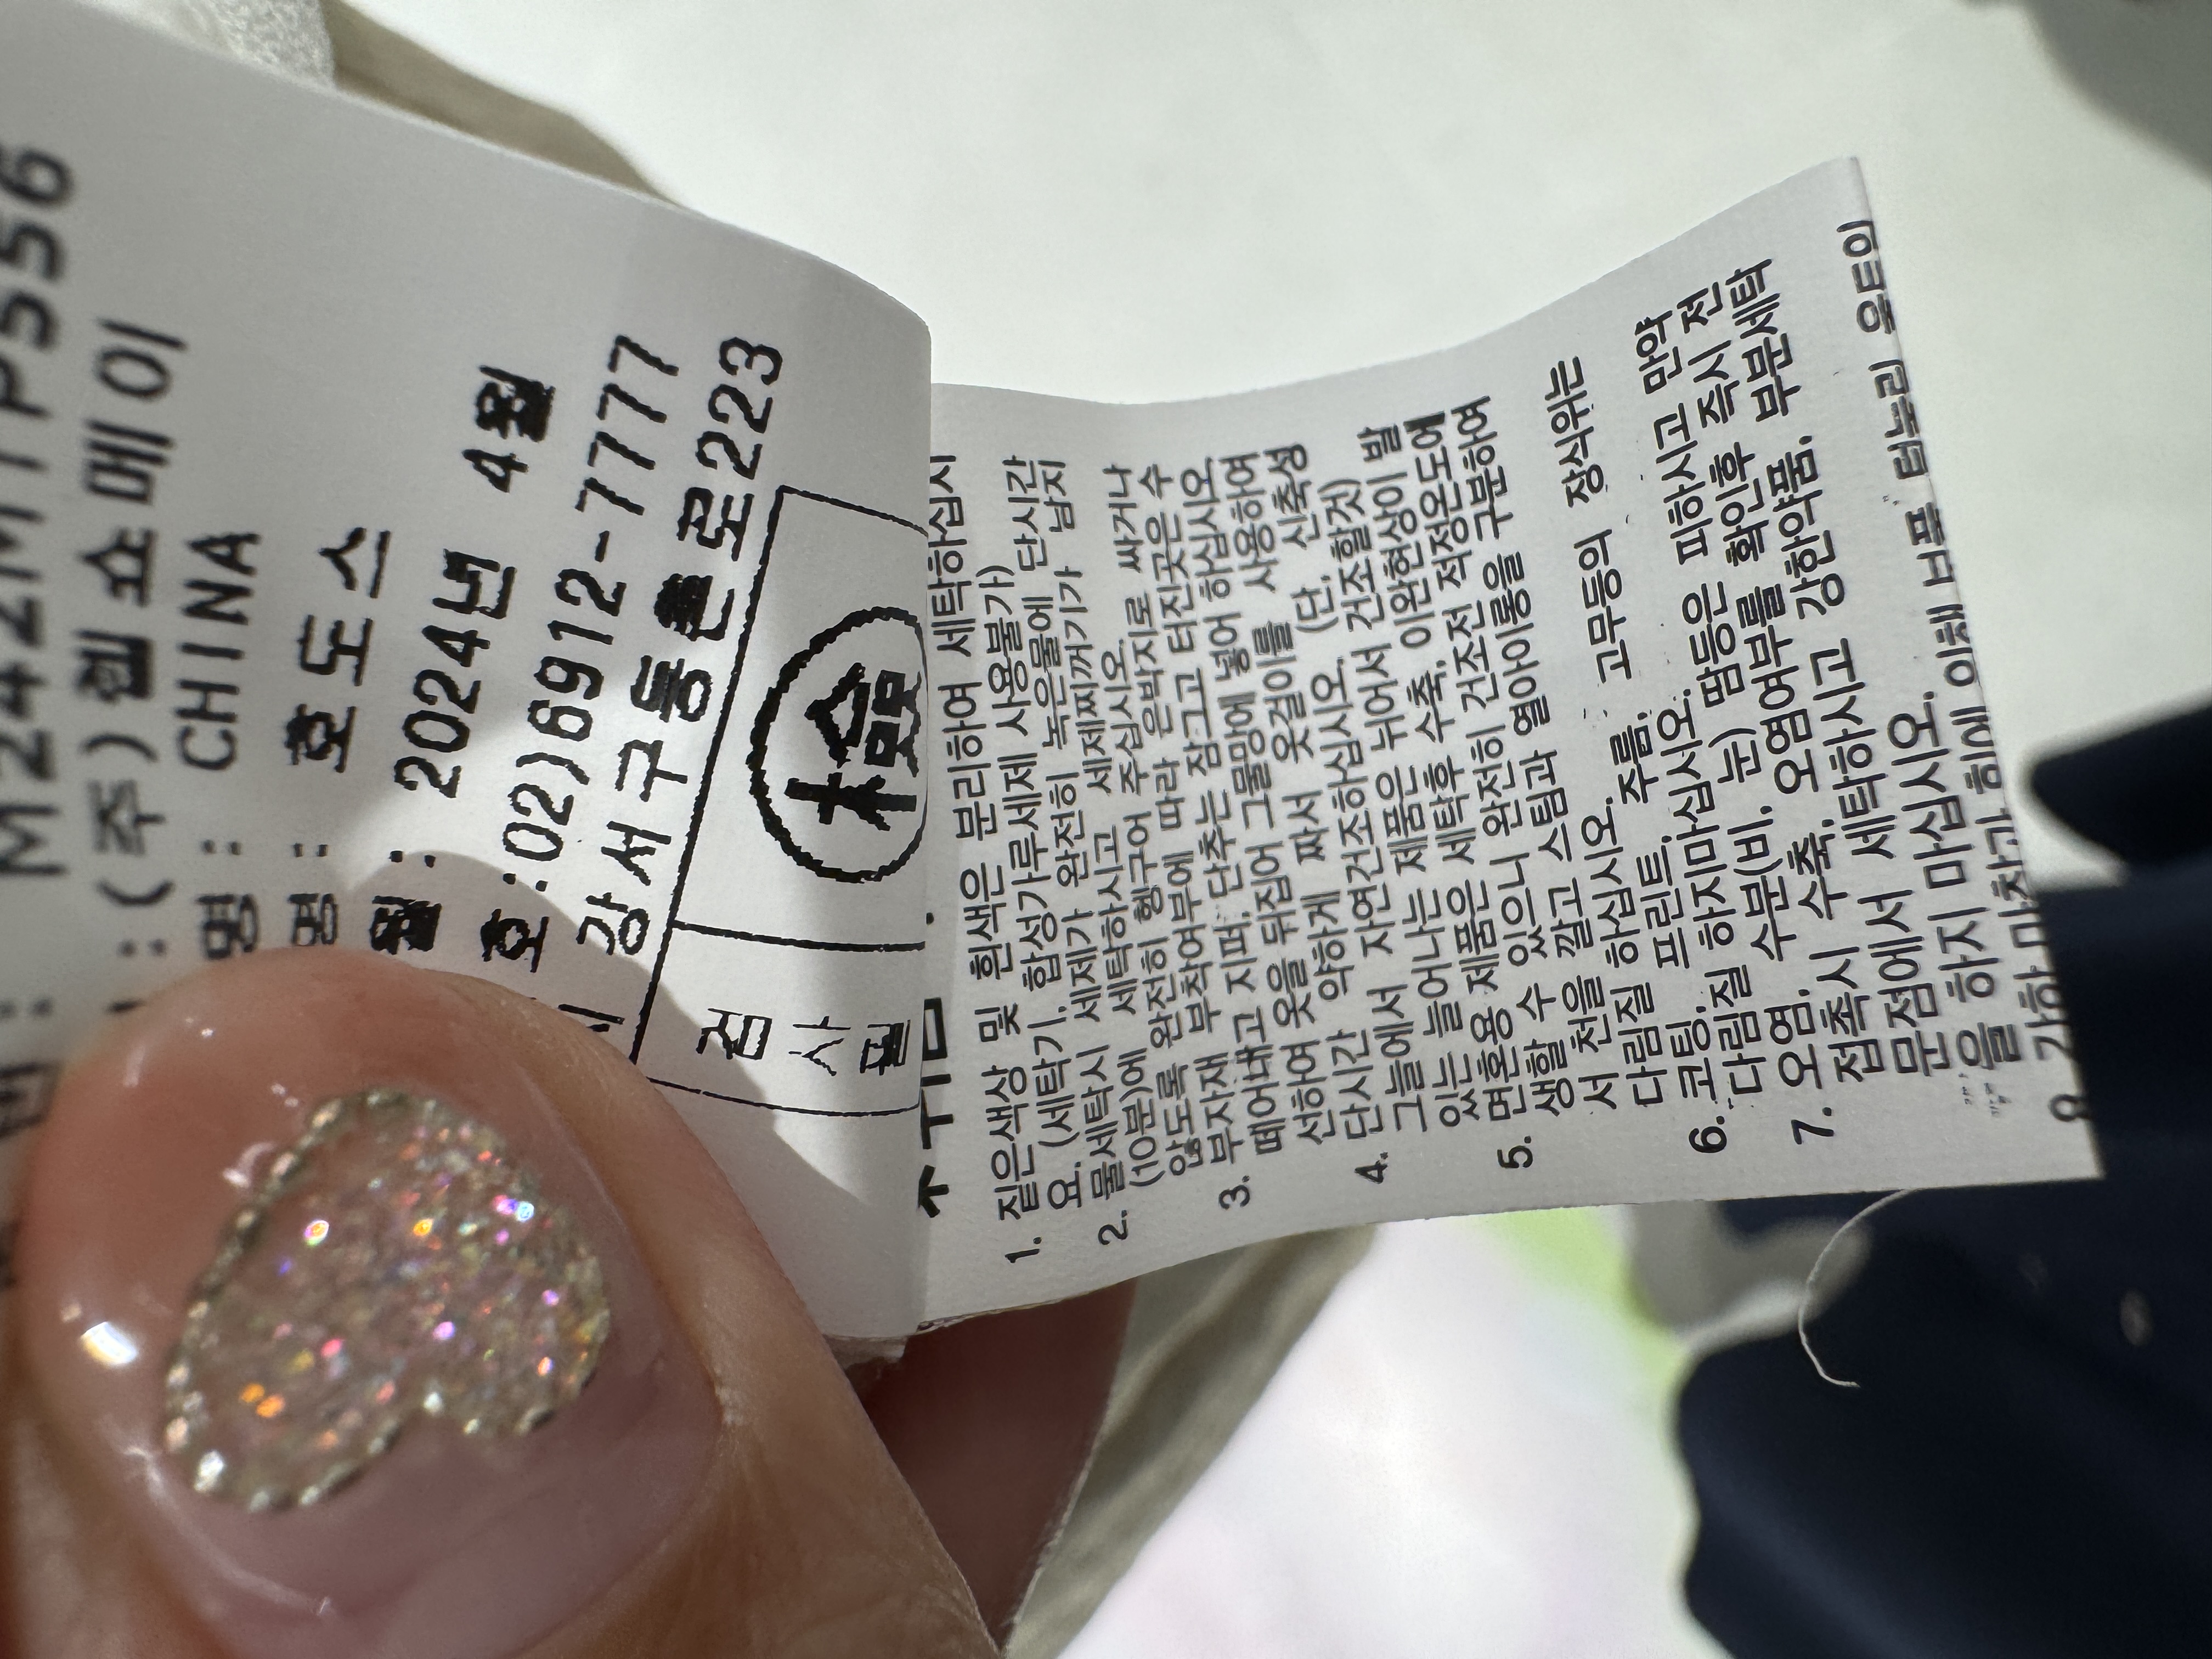 M242MTP5556
: (주)웰쇼메이
명 : CHINA
명 : 호도스
월 : 2024년 4월
호 :02)6912-7777
강서구등촌로223
검사필
1. 짙은색상 및 흰색은 분리하여 세탁하십시
요. (세탁기, 합성가루세제 사용불가)
2. 물세탁시 세제가 완전히 녹은물에 단시간
(10분)에 세탁하시고 세제찌꺼기가 남지
않도록 완전히 헹구어 주십시오.
3. 부자재 부착여부에 따라 은박지로 싸거나
떼어내고 지퍼, 단추는 잠그고 터진곳은 수
선하여 옷을 뒤집어 그물망에 넣어 하십시오.
4. 단시간 약하게 짜서 옷걸이를 사용하여
그늘에서 자연건조하십시오. (단, 신축성
있는 늘어나는 제품은 뉘어서 건조할것)
5. 면혼용 제품은 세탁후 수축, 이완현상이 발
생할 수 있으니 완전히 건조전 적정온도에
서 천을 깔고 스팀과 열아이롱을 구분하여
다림질 하십시오.
6. 코팅, 프린트, 주름, 고무등의 장식위는
다림질 하지마십시오.
7. 오염, 수분(비, 눈) 땀등은 피하시고 만약
접촉시 수축, 오염여부를 확인후 즉시 전
문점에서 세탁하시고 강한약품, 부분세탁
을 하지 마십시오.